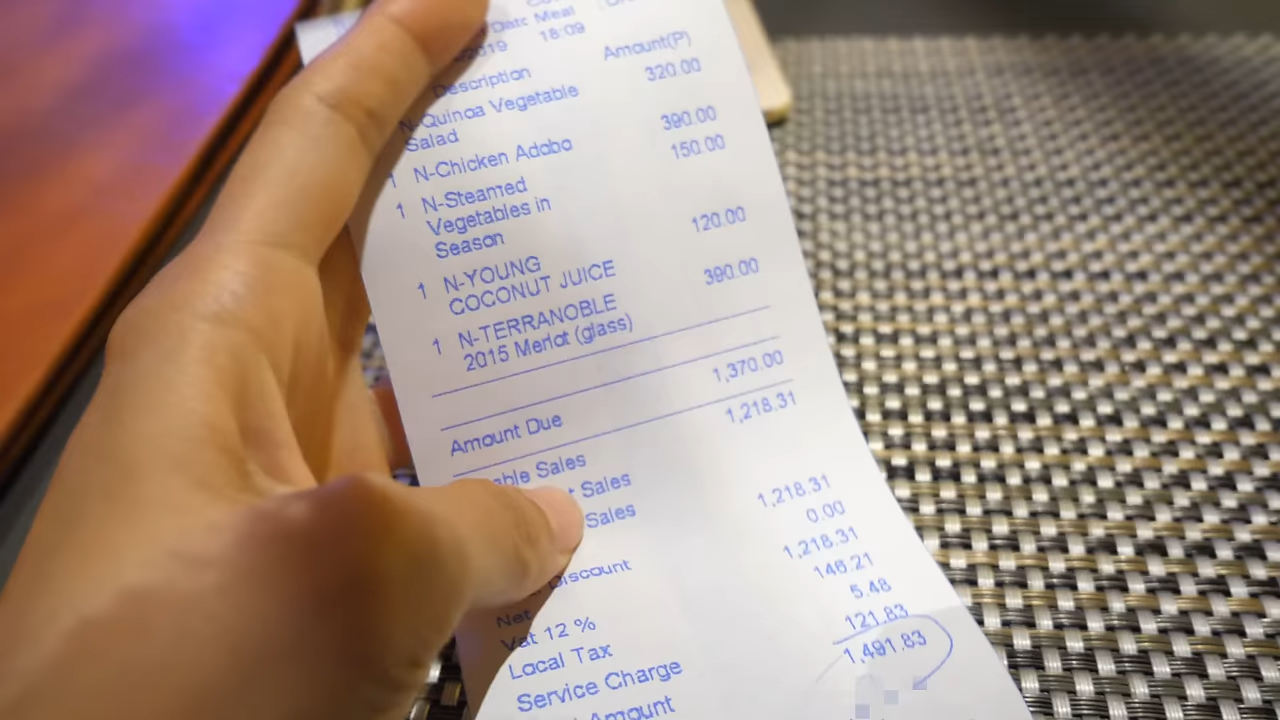 Meal
18:09
Description Amount(P)
N-Quinoa Vegetable 320.00
Salad
1 N-Chicken Adobo 390.00
1 N-Steamed 150.00
Vegetables in
Season
1 N-YOUNG 120.00
COCONUT JUICE
1 N-TERRANOBLE 390.00
2015 Merlot (glass)
Amount Due 1,370.00
Sales 1,218.31
Sales
Sales 1,218.31
0.00
Discount 1,218.31
Net 146.21
Vat 12 % 5.48
Local Tax 121.83
Service Charge 1,491.83
Amount